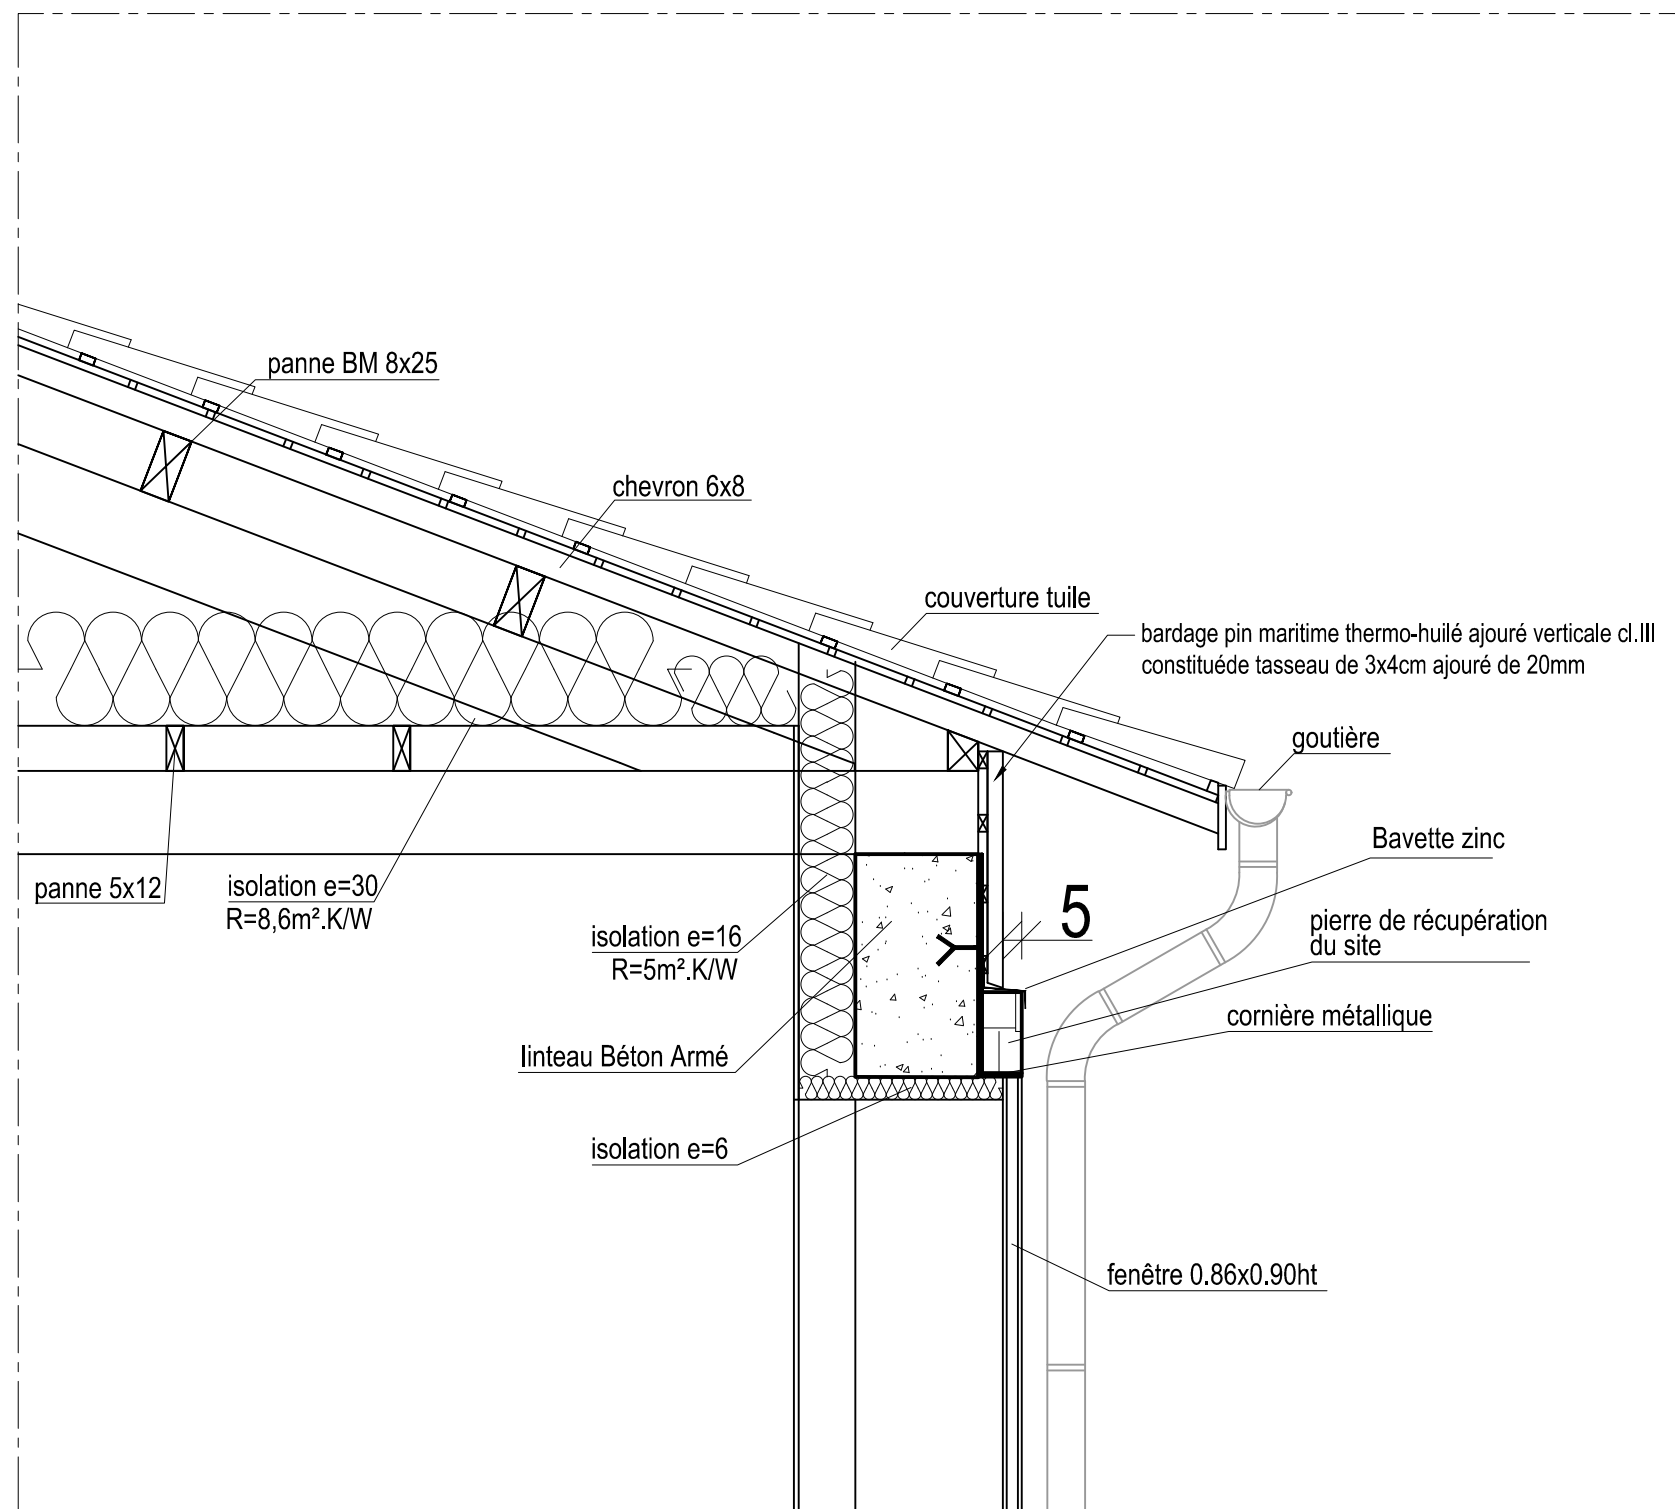 panne BM 8x25
chevron 6x8
couverture tuile
bardage pin maritime thermo-huilé ajouré verticale cl.III
constituéde tasseau de 3x4cm ajouré de 20mm
goutière
Bavette zinc
panne 5x12
isolation e=30
R=8,6m².K/W
isolation e=16
R=5m².K/W
5
pierre de récupération
du site
cornière métallique
linteau Béton Armé
isolation e=6
fenêtre 0.86x0.90ht